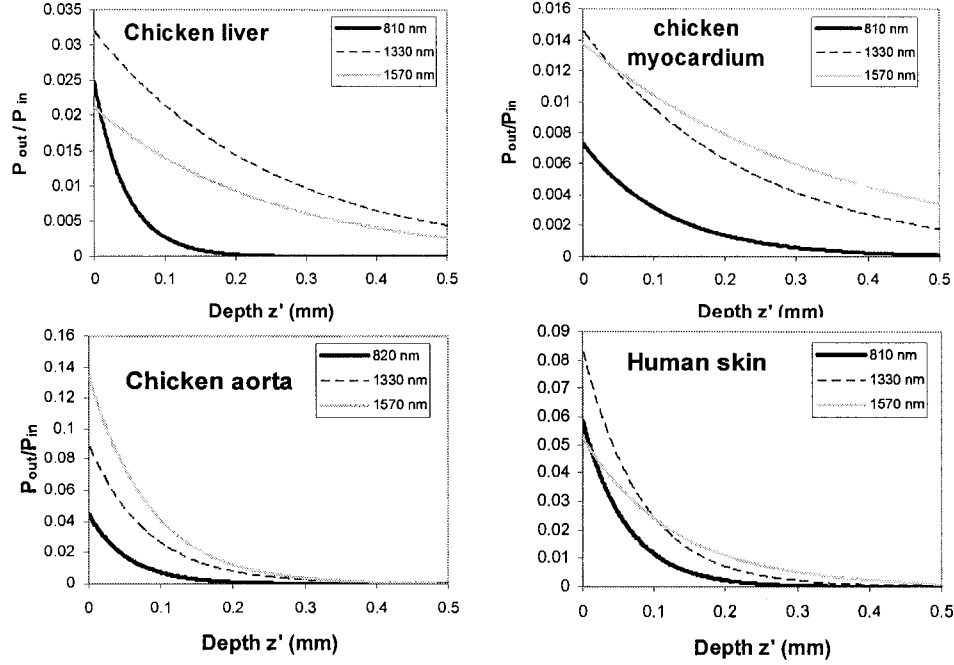 Chicken liver
810 nm
1330 nm
1570 nm
0.035
0.03
0.025
0.02
0.015
0.01
0.005
0
P out / P in
0 0.1 0.2 0.3 0.4 0.5
Depth z' (mm)
chicken
myocardium
810 nm
1330 nm
1570 nm
0.016
0.014
0.012
0.01
0.008
0.006
0.004
0.002
0
Pout/Pin
0 0.1 0.2 0.3 0.4 0.5
Depth z' (mm)
Chicken aorta
820 nm
1330 nm
1570 nm
0.16
0.14
0.12
0.1
0.08
0.06
0.04
0.02
0
Pout/Pin
0 0.1 0.2 0.3 0.4 0.5
Depth z' (mm)
Human skin
810 nm
1330 nm
1570 nm
0.09
0.08
0.07
0.06
0.05
0.04
0.03
0.02
0.01
0
Pout/Pin
0 0.1 0.2 0.3 0.4 0.5
Depth z' (mm)